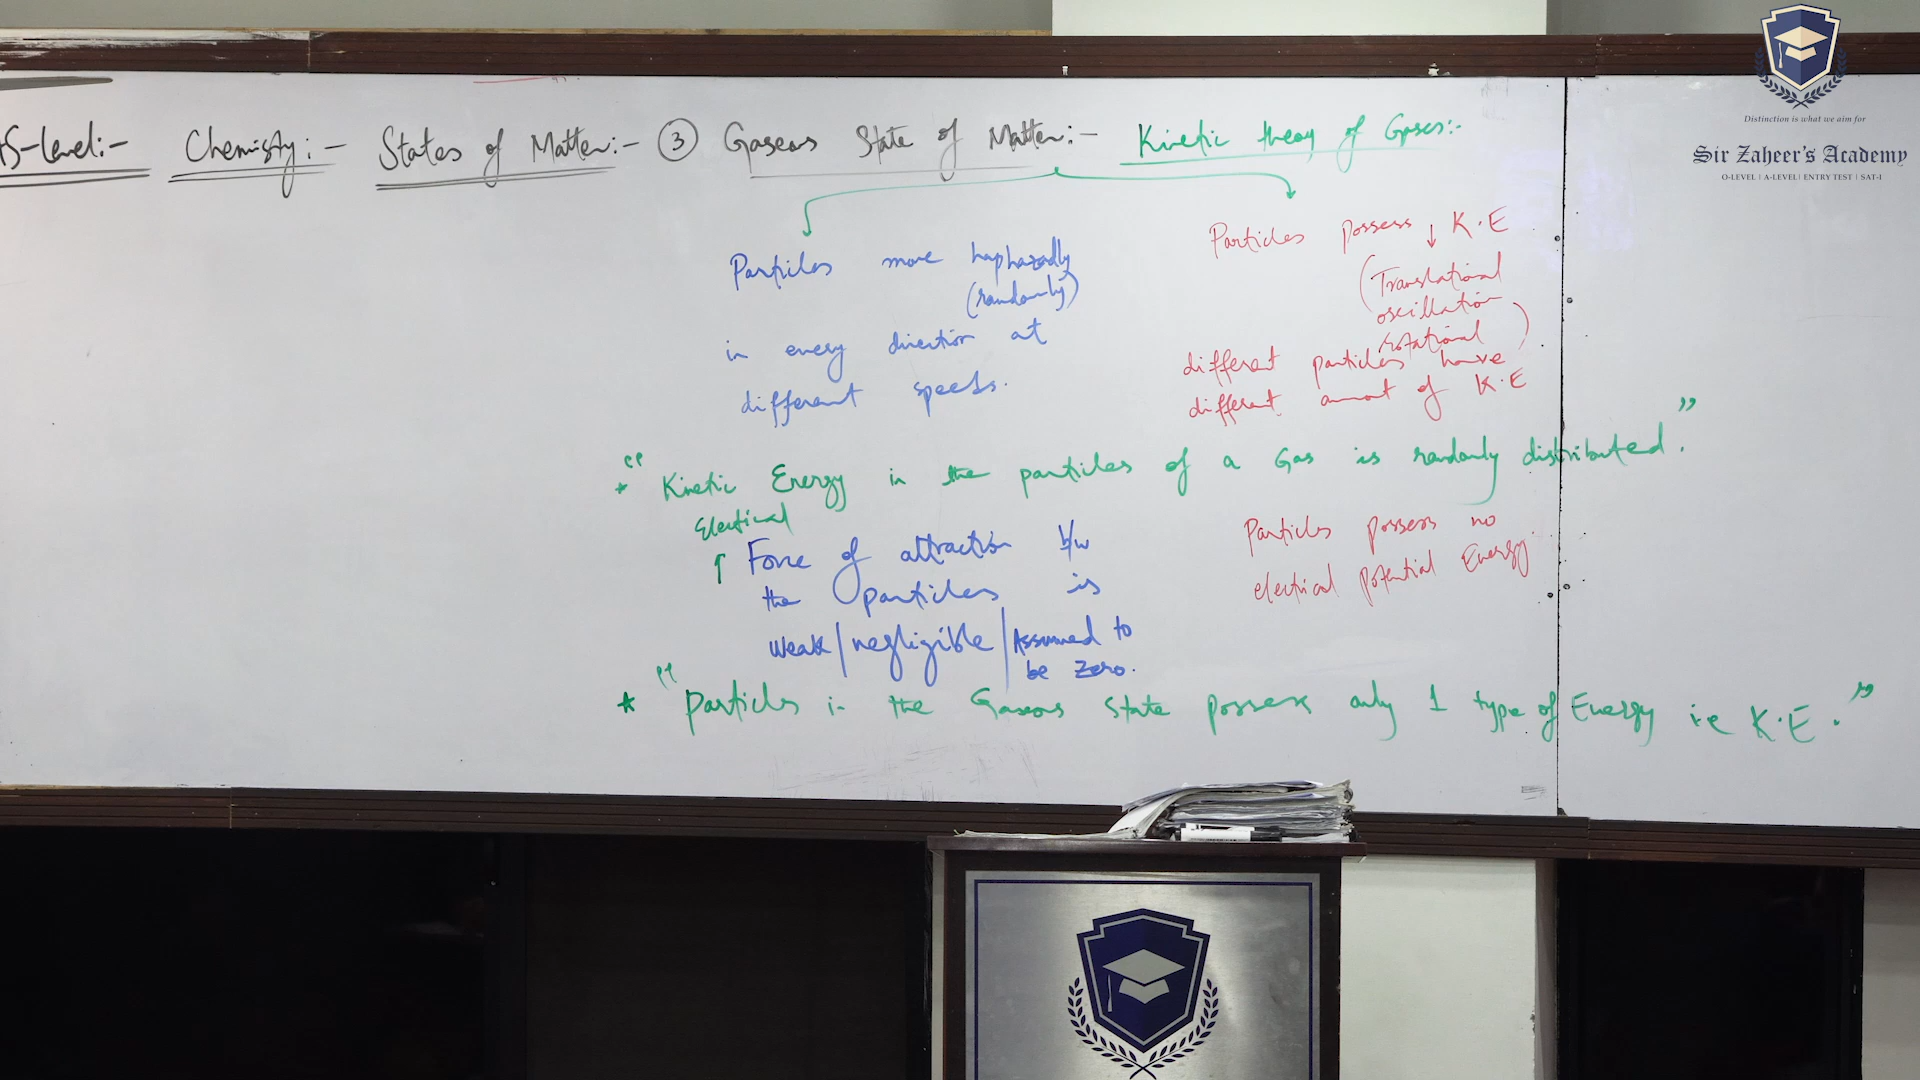 AS-Level:- Chemisty:- States of Matter:- ③ Gaseous State of Matter:- Kinetic theory of Gases:-
Particles move haphazadly
(randomly)
in every direction at
different speeds.
Particles possess K.E
(Translational
oscillation
rotational)
different particles have
different amount of K.E
* "Kinetic Energy in the particles of a Gas is randomly distributed."
Electrical
↑ Force of attraction b/w
the particles is
weak/negligible/Assumed to
be zero.
Particles possess no
electrical potential Energy.
* "Particles in the Gaseous State possess only 1 type of Energy i.e K.E."
Distinction is what we aim for
Sir Zaheer's Academy
O-LEVEL | A-LEVEL | ENTRY TEST | SAT-I